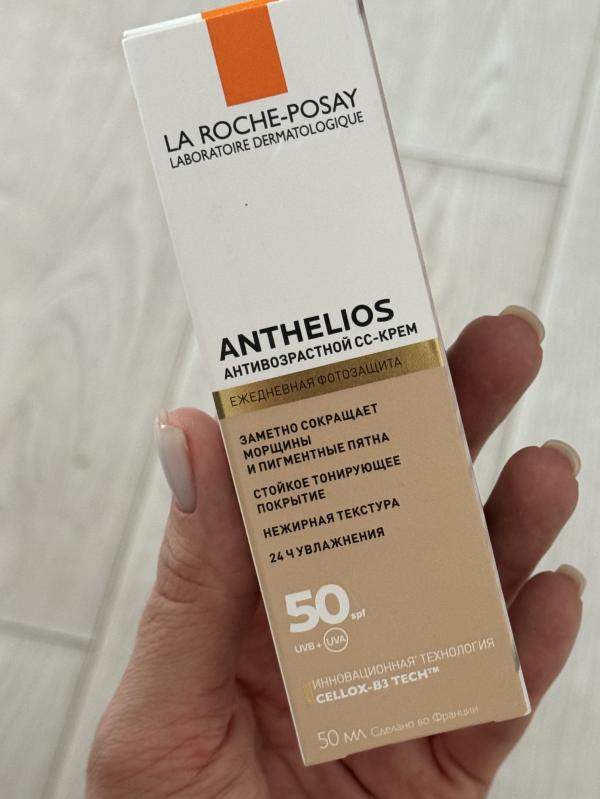 LA ROCHE-POSAY
LABORATOIRE DERMATOLOGIQUE
ANTHELIOS
АНТИВОЗРАСТНОЙ СС-КРЕМ
ЕЖЕДНЕВНАЯ ФОТОЗАЩИТА
ЗАМЕТНО СОКРАЩАЕТ
МОРЩИНЫ
И ПИГМЕНТНЫЕ ПЯТНА
СТОЙКОЕ ТОНИРУЮЩЕЕ
ПОКРЫТИЕ
НЕЖИРНАЯ ТЕКСТУРА
24 Ч УВЛАЖНЕНИЯ
50 spf
UVB + UVA
ИННОВАЦИОННАЯ* ТЕХНОЛОГИЯ
CELLOX-B3 TECH™
50 МЛ Сделано во Франции